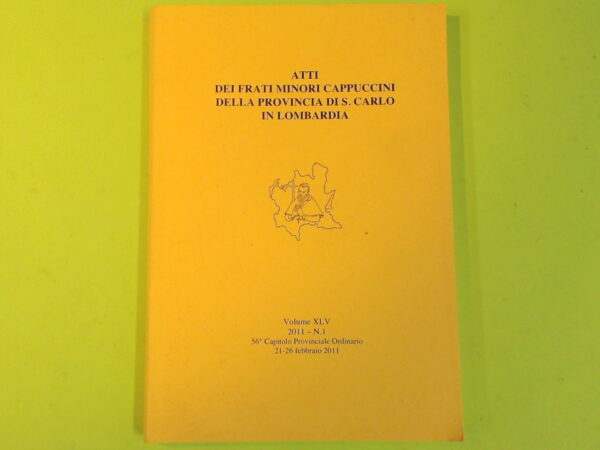 ATTI
DEI FRATI MINORI CAPPUCCINI
DELLA PROVINCIA DI S. CARLO
IN LOMBARDIA
Volume XLV
2011 – N.1
56° Capitolo Provinciale Ordinario
21-26 febbraio 2011